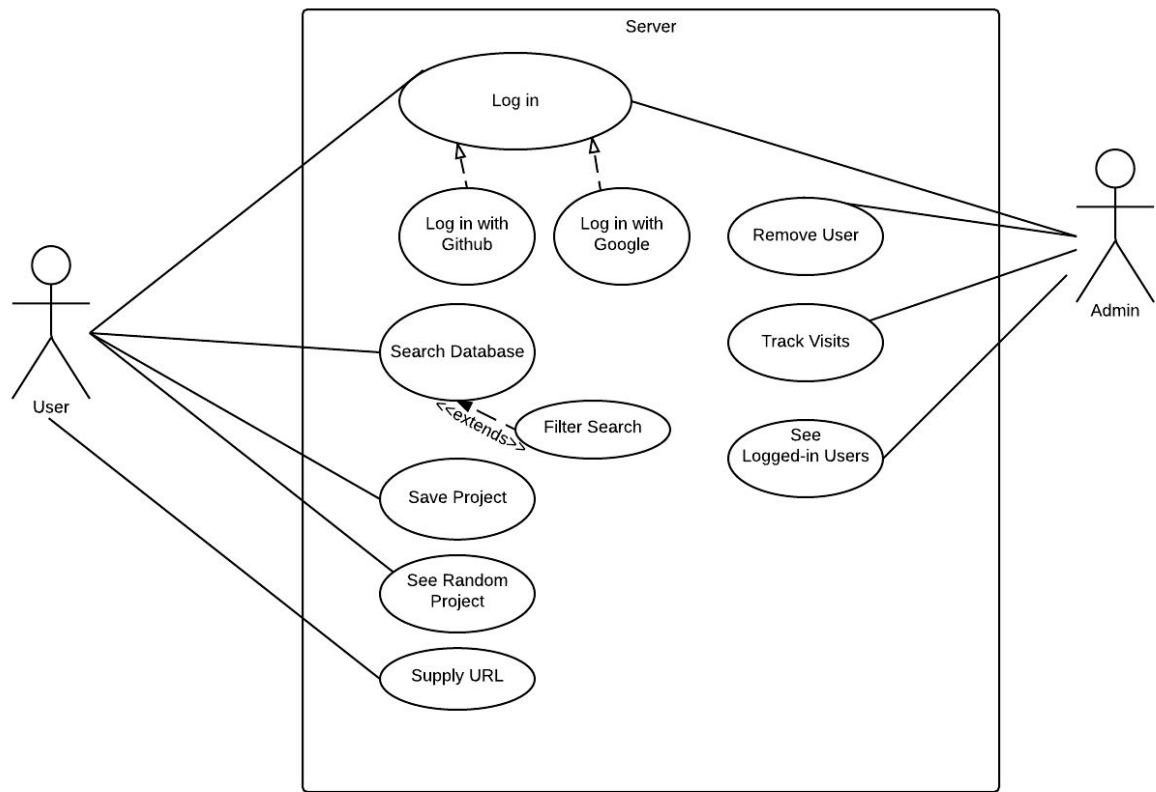 Server
Log in
Log in with
Github
Log in with
Google
Remove User
Search Database
Track Visits
Admin
User
<<extends>>
Filter Search
See
Logged-in Users
Save Project
See Random
Project
Supply URL